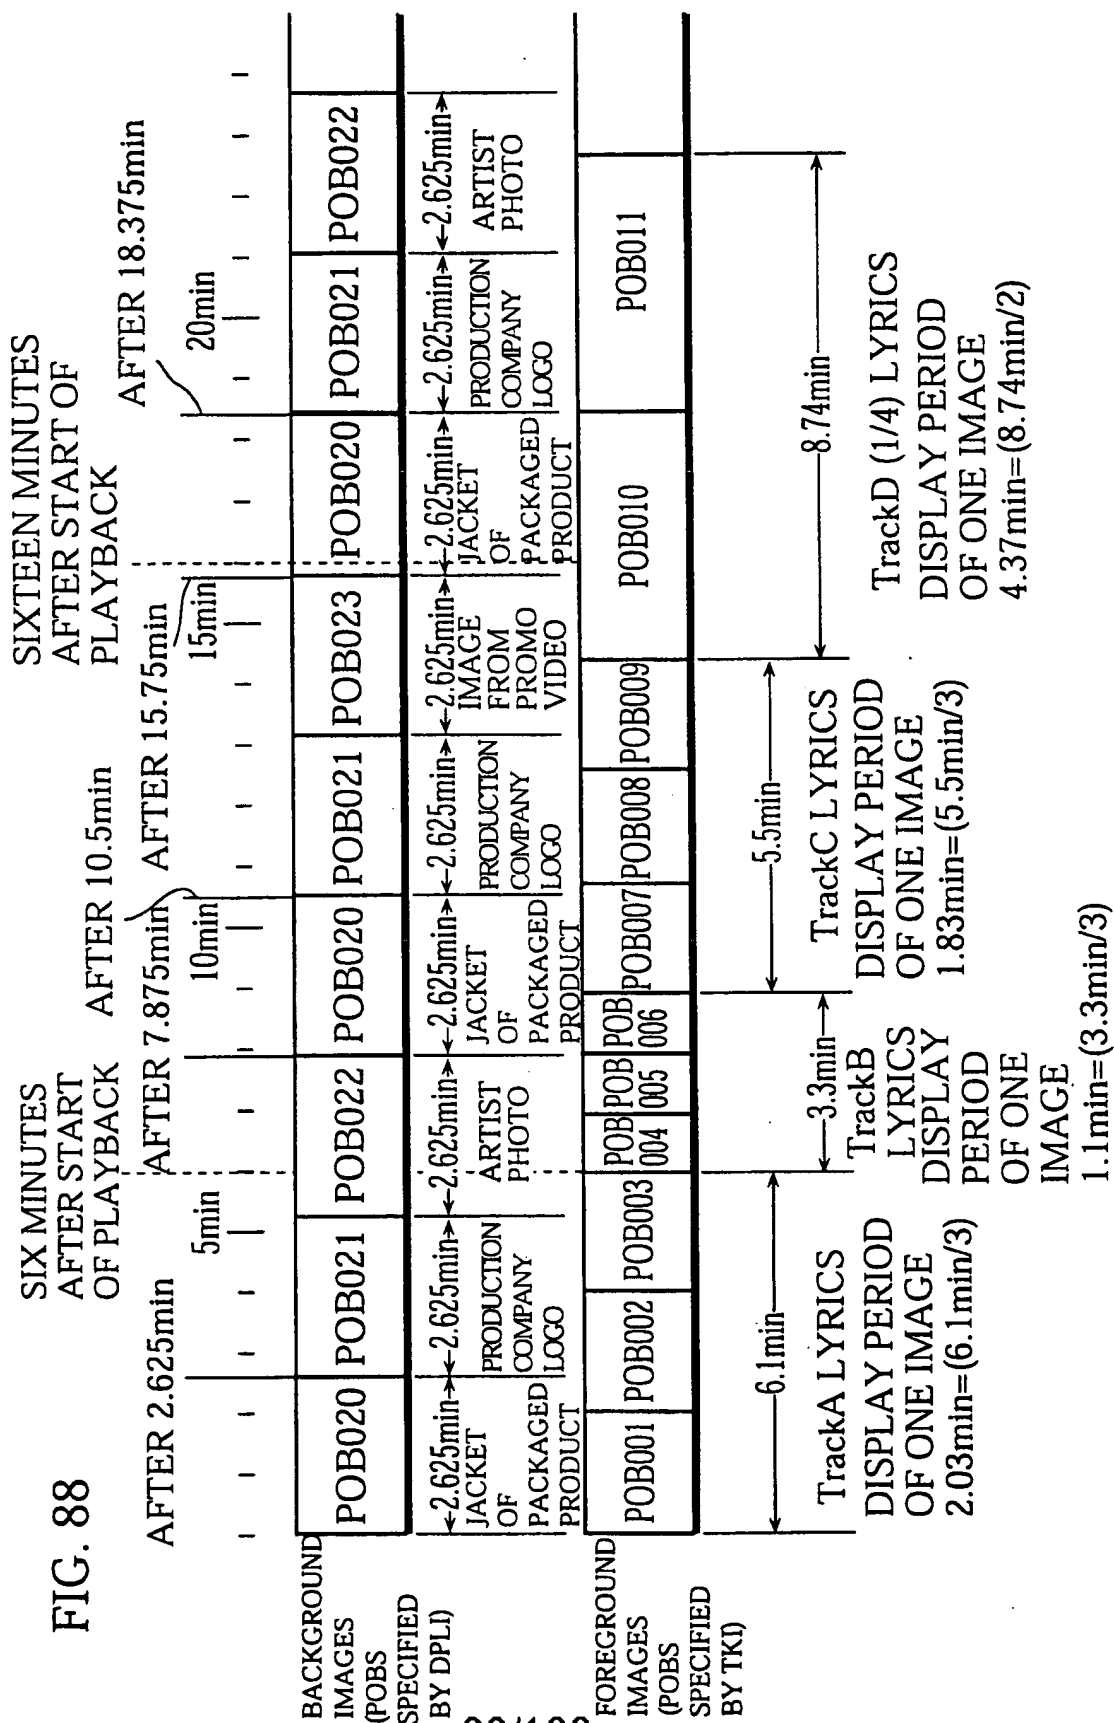 FIG. 88
SIX MINUTES
AFTER START
OF PLAYBACK
SIXTEEN MINUTES
AFTER START OF
PLAYBACK
AFTER 2.625min
AFTER 7.875min
AFTER 10.5min
AFTER 15.75min
AFTER 18.375min
5min
10min
15min
20min
BACKGROUND
IMAGES
(POBS
SPECIFIED
BY DPLI)
POB020
POB021
POB022
POB020
POB021
POB023
POB020
POB021
POB022
2.625min
JACKET
OF
PACKAGED
PRODUCT
2.625min
PRODUCTION
COMPANY
LOGO
2.625min
ARTIST
PHOTO
2.625min
JACKET
OF
PACKAGED
PRODUCT
2.625min
PRODUCTION
COMPANY
LOGO
2.625min
IMAGE
FROM
PROMO
VIDEO
2.625min
JACKET
OF
PACKAGED
PRODUCT
2.625min
PRODUCTION
COMPANY
LOGO
2.625min
ARTIST
PHOTO
FOREGROUND
IMAGES
(POBS
SPECIFIED
BY TKI)
POB001
POB002
POB003
POB
004
POB
005
POB
006
POB007
POB008
POB009
POB010
POB011
6.1min
TrackA LYRICS
DISPLAY PERIOD
OF ONE IMAGE
2.03min=(6.1min/3)
3.3min
TrackB
LYRICS
DISPLAY
PERIOD
OF ONE
IMAGE
1.1min=(3.3min/3)
5.5min
TrackC LYRICS
DISPLAY PERIOD
OF ONE IMAGE
1.83min=(5.5min/3)
8.74min
TrackD (1/4) LYRICS
DISPLAY PERIOD
OF ONE IMAGE
4.37min=(8.74min/2)